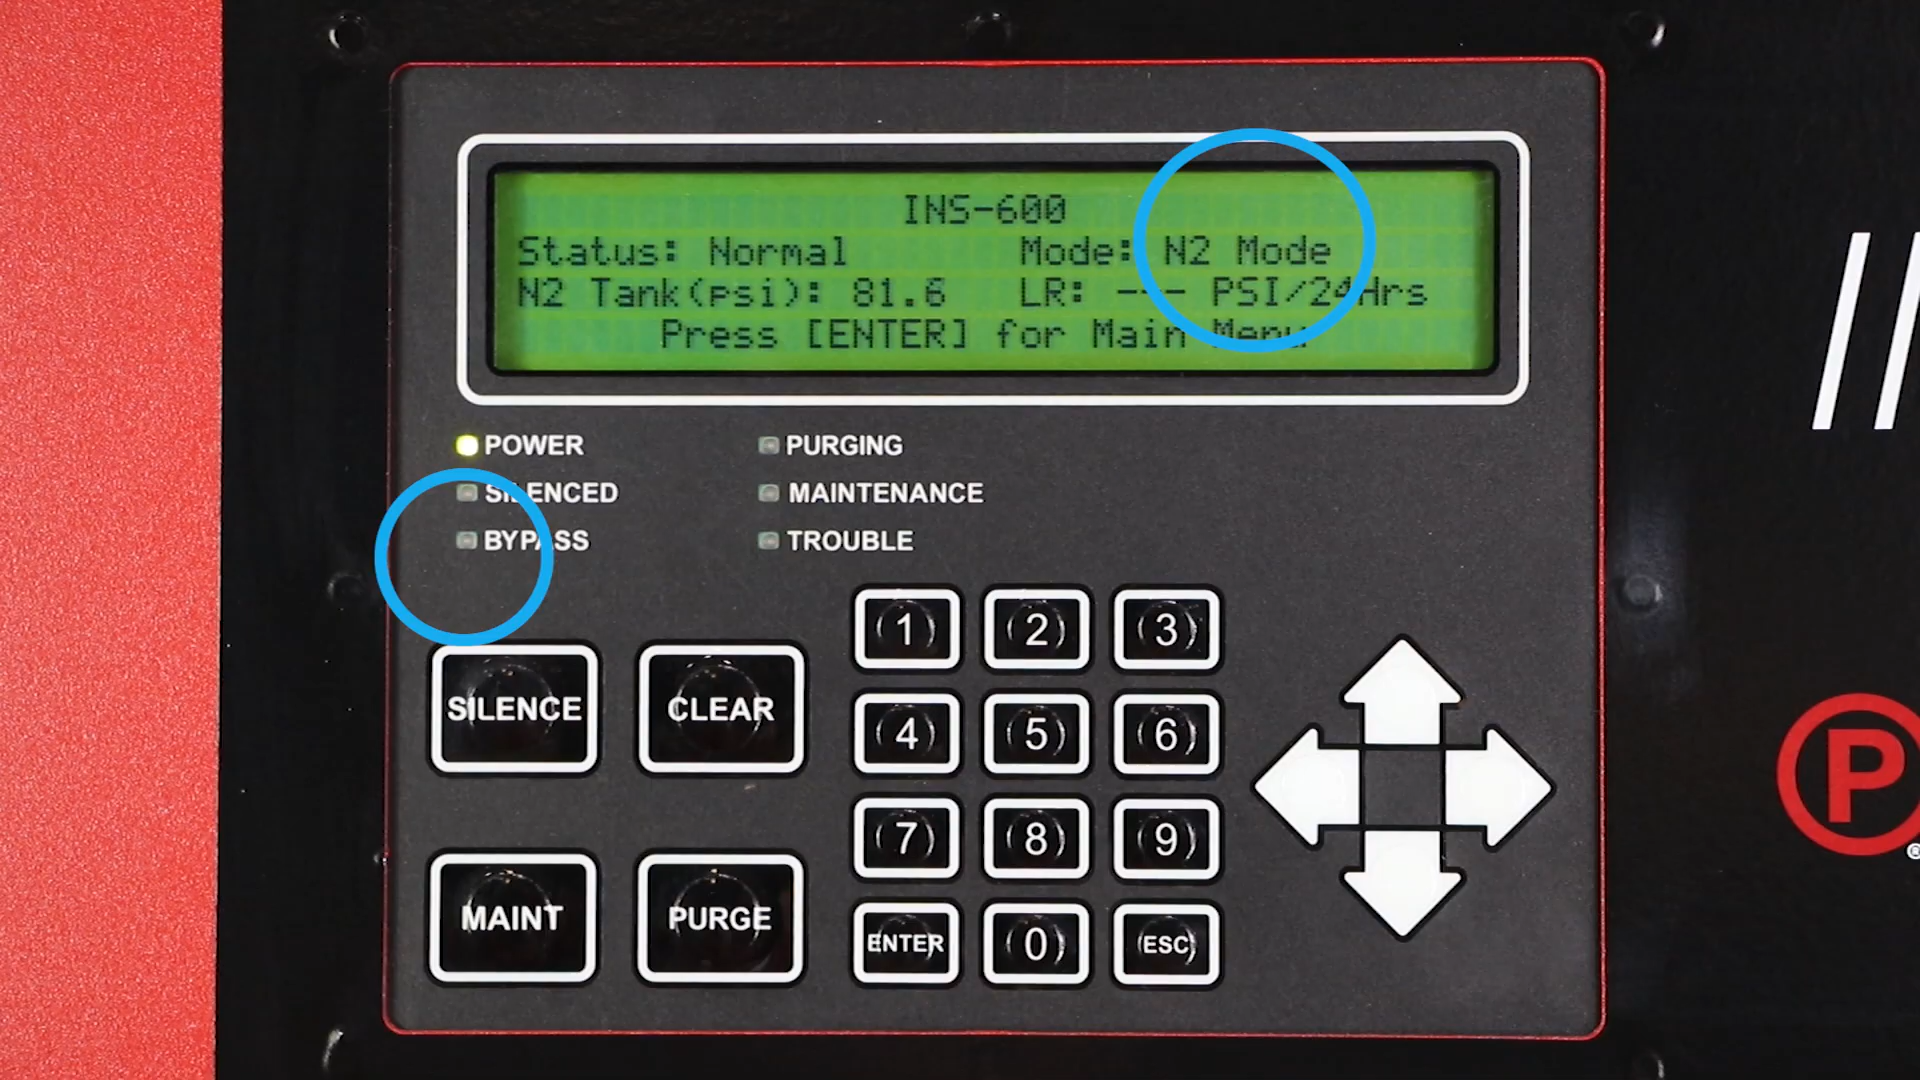 INS-600
Status: Normal Mode: N2 Mode
N2 Tank(psi): 81.6 LR: --- PSI/24Hrs
Press [ENTER] for Main Menu
POWER PURGING
SILENCED MAINTENANCE
BYPASS TROUBLE
1 2 3
SILENCE CLEAR
4 5 6
7 8 9
MAINT PURGE
ENTER 0 ESC
P
®